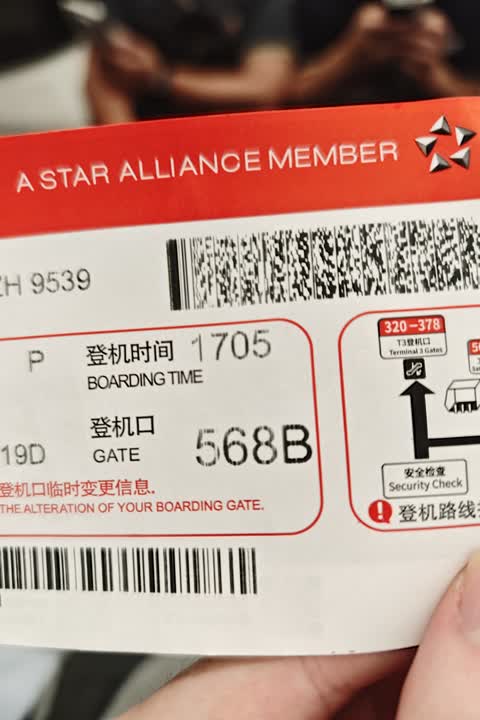 A STAR ALLIANCE MEMBER
ZH 9539
P 登机时间 1705
BOARDING TIME
登机口
19D GATE 568B
登机口临时变更信息.
THE ALTERATION OF YOUR BOARDING GATE.
320-378
T3登机口
Terminal 3 Gates
安全检查
Security Check
登机路线